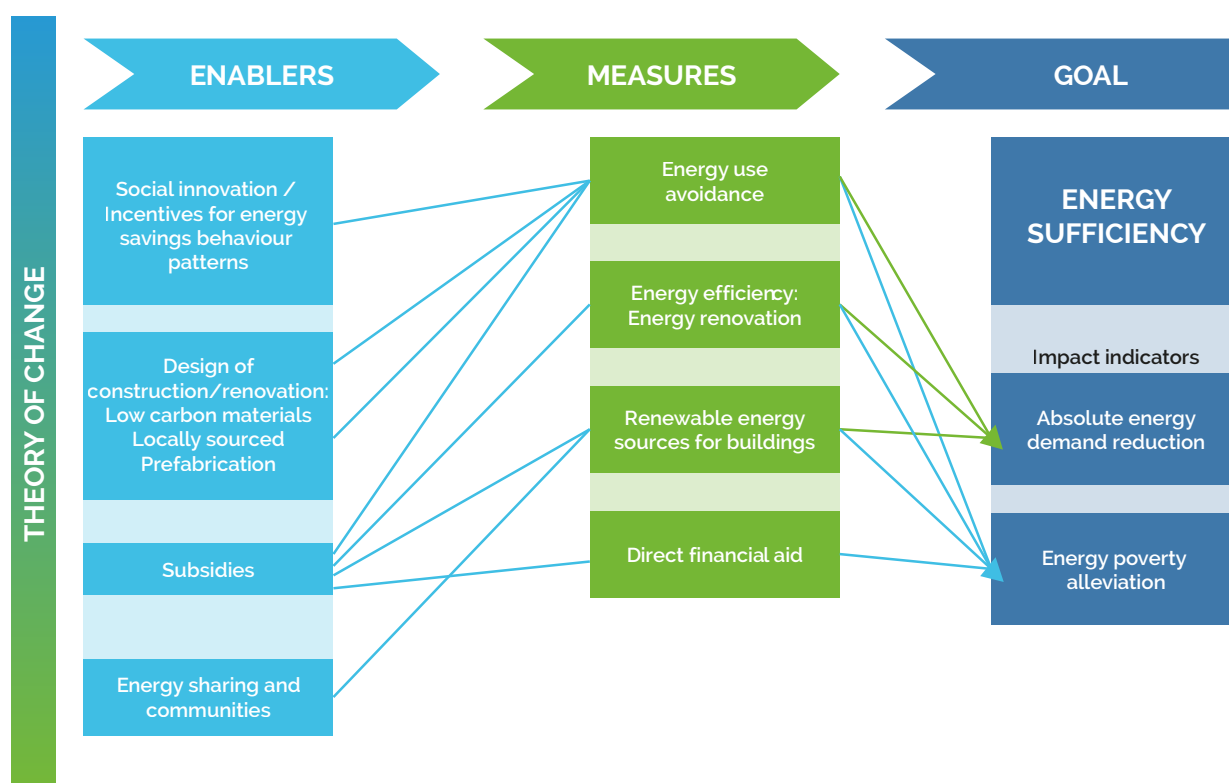 THEORY OF CHANGE
ENABLERS
MEASURES
GOAL
Social innovation /
Incentives for energy
savings behaviour
patterns
Design of
construction/renovation:
Low carbon materials
Locally sourced
Prefabrication
Subsidies
Energy sharing and
communities
Energy use
avoidance
Energy efficiency:
Energy renovation
Renewable energy
sources for buildings
Direct financial aid
ENERGY
SUFFICIENCY
Impact indicators
Absolute energy
demand reduction
Energy poverty
alleviation